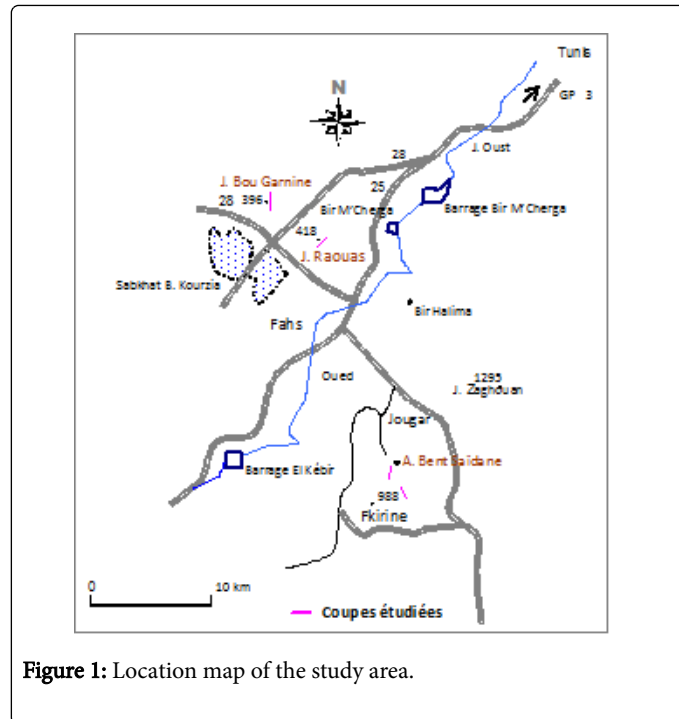 Tunis
N
GP 3
J. Oust
28
J. Bou Garnine
25
28 396
Bir M'Cherga
Barrage Bir M'Cherga
418
J. Raouas
Sabkhat B. Kourzia
Bir Halima
Fahs
Oued
1295
J. Zaghouan
Jougar
A. Bent Saidane
Barrage El Kébir
988
Fkirine
0 10 km
Coupes étudiées
Figure 1: Location map of the study area.